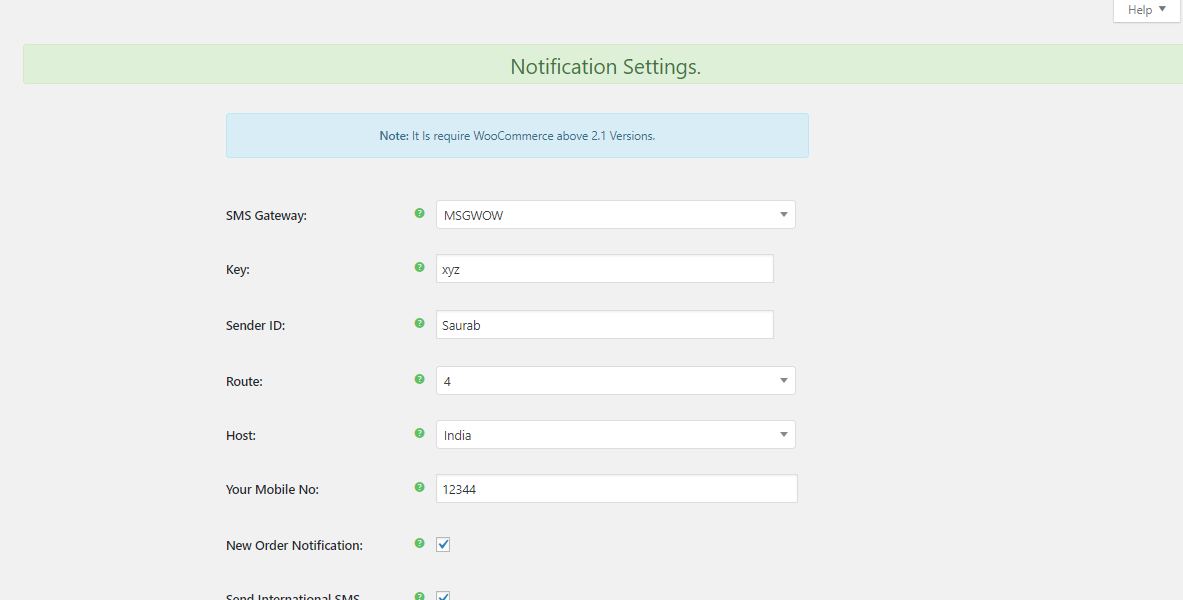 Help
Notification Settings.
Note: It Is require WooCommerce above 2.1 Versions.
SMS Gateway: MSGWOW
Key: xyz
Sender ID: Saurab
Route: 4
Host: India
Your Mobile No: 12344
New Order Notification:
Send International SMS